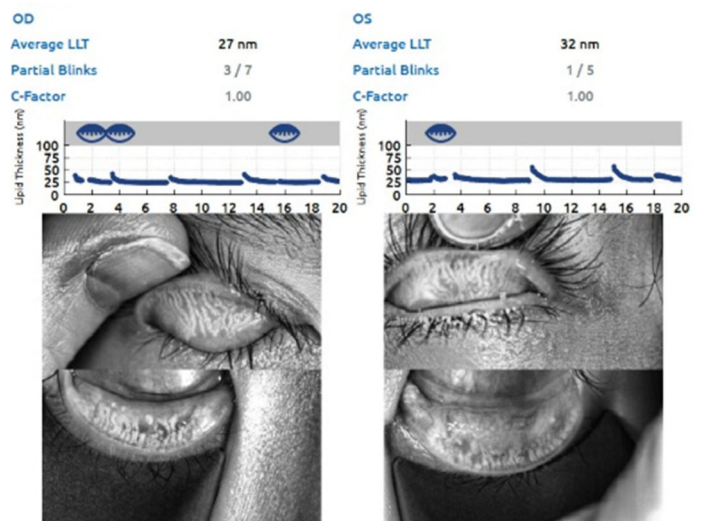 OD
Average LLT 27 nm
Partial Blinks 3 / 7
C-Factor 1.00
Lipid Thickness (nm)
100
75
50
25
0
0 2 4 6 8 10 12 14 16 18 20
OS
Average LLT 32 nm
Partial Blinks 1 / 5
C-Factor 1.00
Lipid Thickness (nm)
100
75
50
25
0
0 2 4 6 8 10 12 14 16 18 20